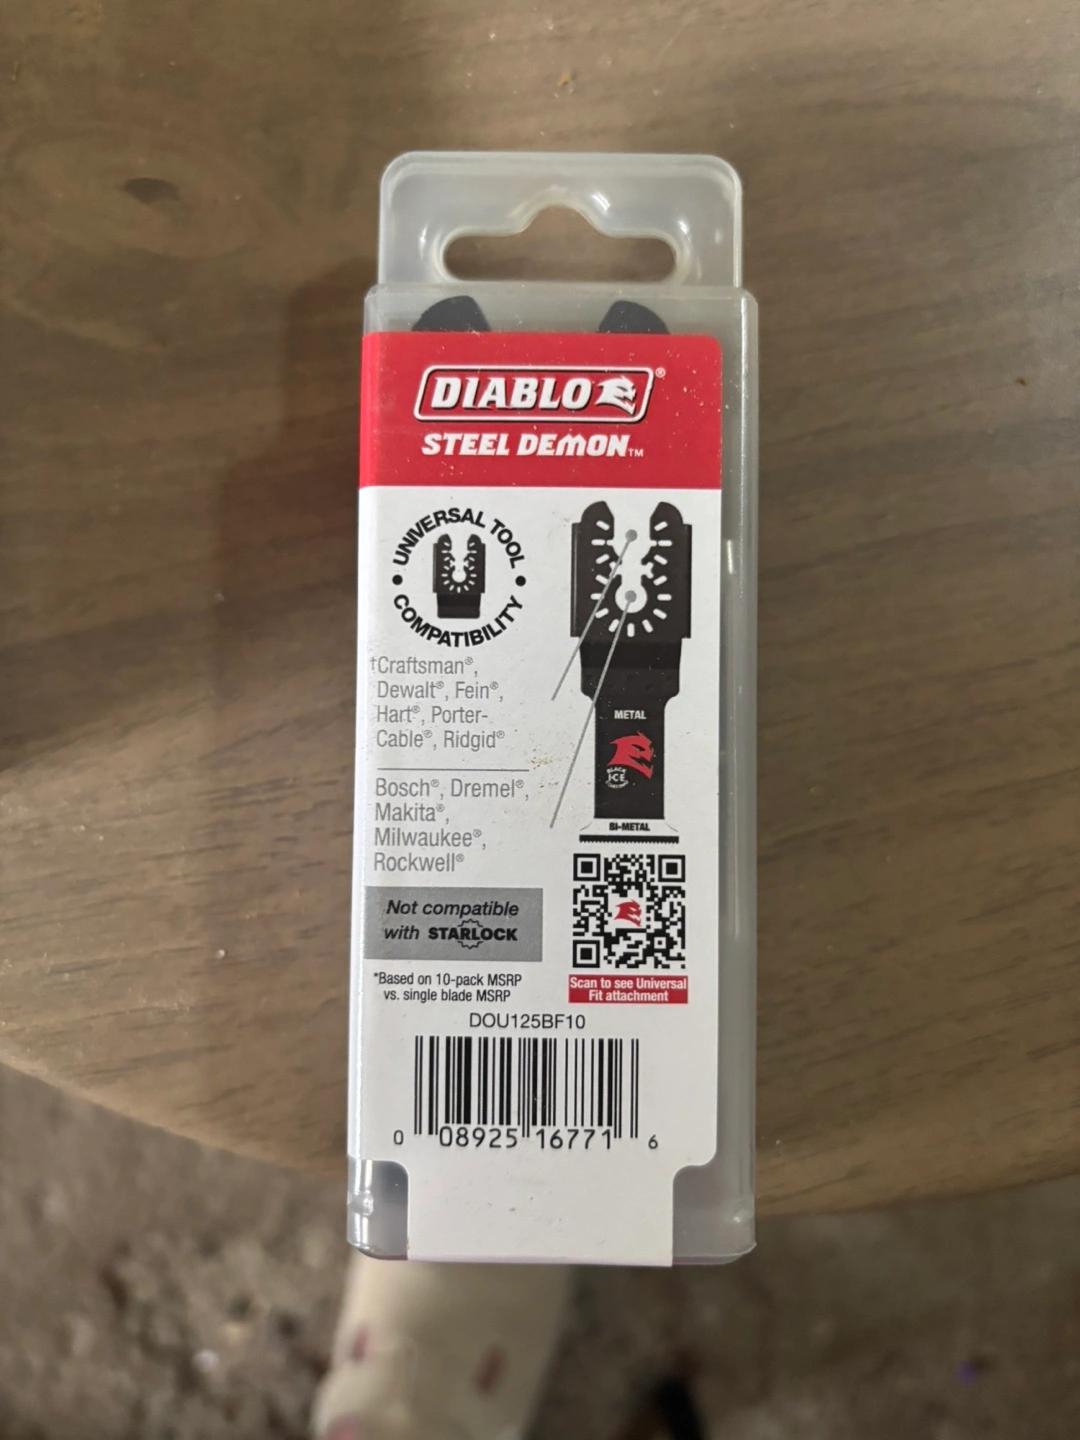 DIABLO®
STEEL DEMON™
UNIVERSAL TOOL
• COMPATIBILITY •
†Craftsman®,
Dewalt®, Fein®,
Hart®, Porter-
Cable®, Ridgid®
Bosch®, Dremel®,
Makita®,
Milwaukee®,
Rockwell®
METAL
BLACK
ICE
BI-METAL
Not compatible
with STARLOCK
Scan to see Universal
Fit attachment
*Based on 10-pack MSRP
vs. single blade MSRP
DOU125BF10
0 08925 16771 6